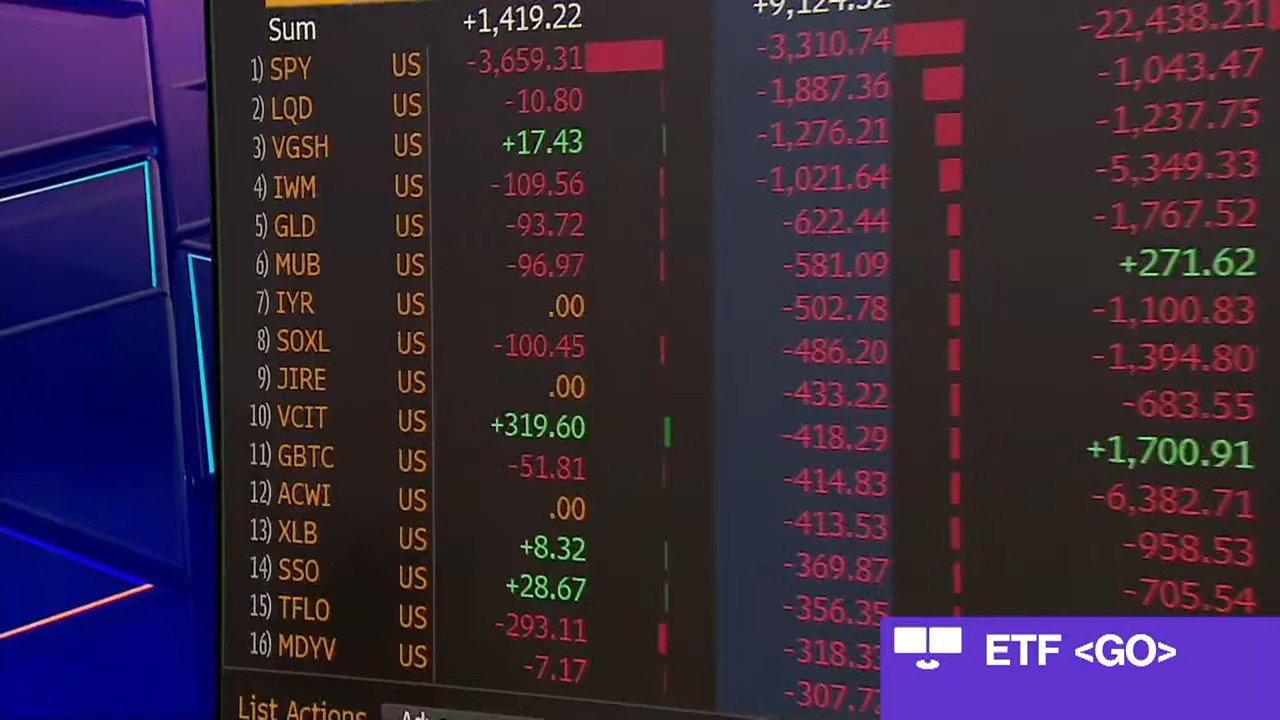 Sum +1,419.22 +9,124.32
1) SPY US -3,659.31 -3,310.74 -22,438.21
2) LQD US -10.80 -1,887.36 -1,043.47
3) VGSH US +17.43 -1,276.21 -1,237.75
4) IWM US -109.56 -1,021.64 -5,349.33
5) GLD US -93.72 -622.44 -1,767.52
6) MUB US -96.97 -581.09 +271.62
7) IYR US .00 -502.78 -1,100.83
8) SOXL US -100.45 -486.20 -1,394.80
9) JIRE US .00 -433.22 -683.55
10) VCIT US +319.60 -418.29 +1,700.91
11) GBTC US -51.81 -414.83 -6,382.71
12) ACWI US .00 -413.53 -958.53
13) XLB US +8.32 -369.87 -705.54
14) SSO US +28.67 -356.35
15) TFLO US -293.11
16) MDYV US -7.17
List Actions
ETF <GO>